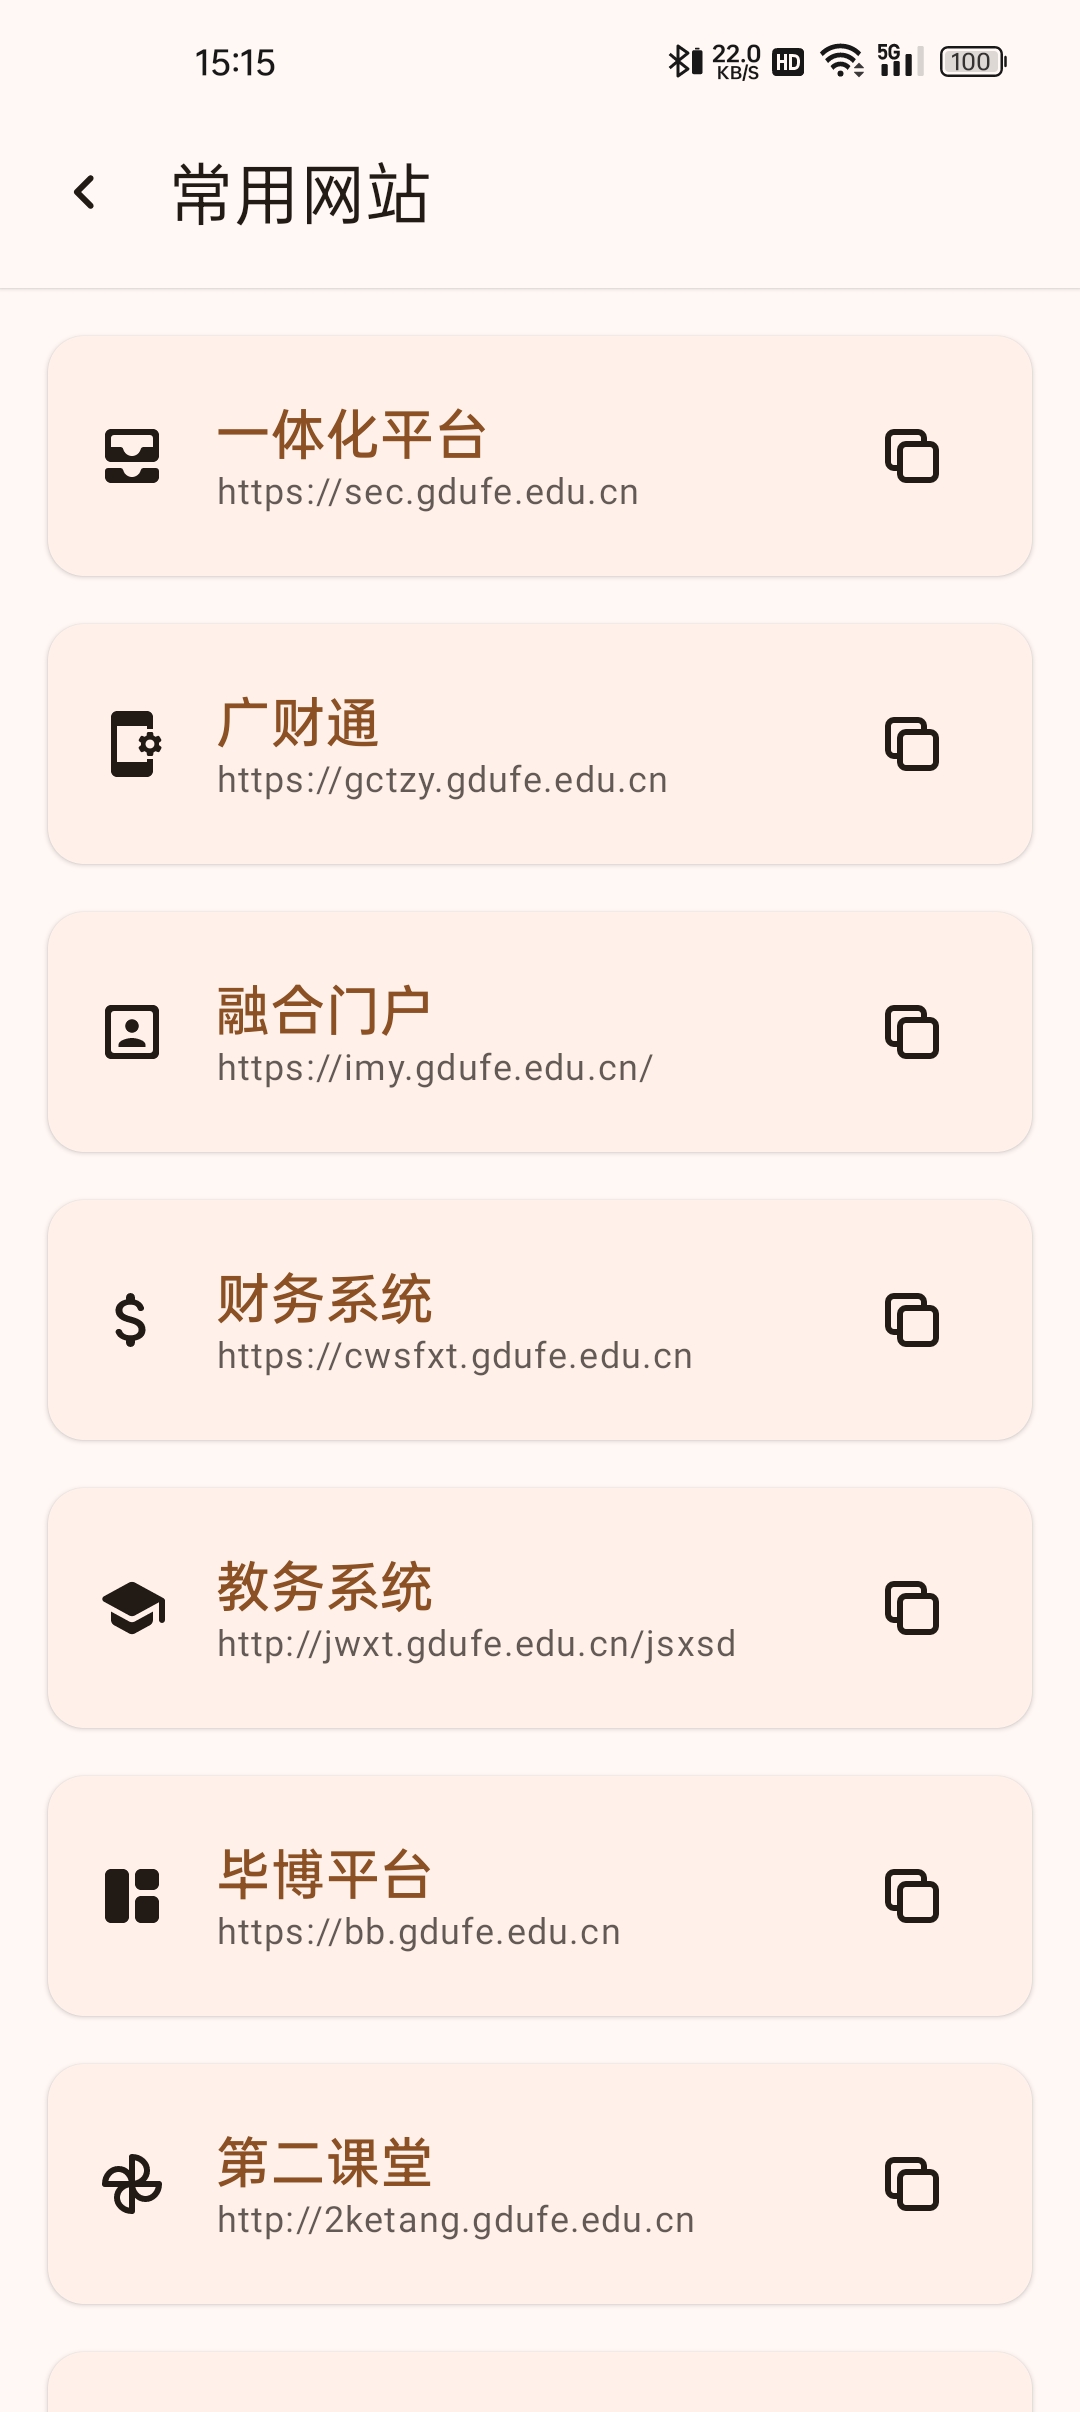 15:15
22.0
KB/S
HD
5G
100
常用网站
一体化平台
https://sec.gdufe.edu.cn
广财通
https://gctzy.gdufe.edu.cn
融合门户
https://imy.gdufe.edu.cn/
财务系统
https://cwsfxt.gdufe.edu.cn
教务系统
http://jwxt.gdufe.edu.cn/jsxsd
毕博平台
https://bb.gdufe.edu.cn
第二课堂
http://2ketang.gdufe.edu.cn